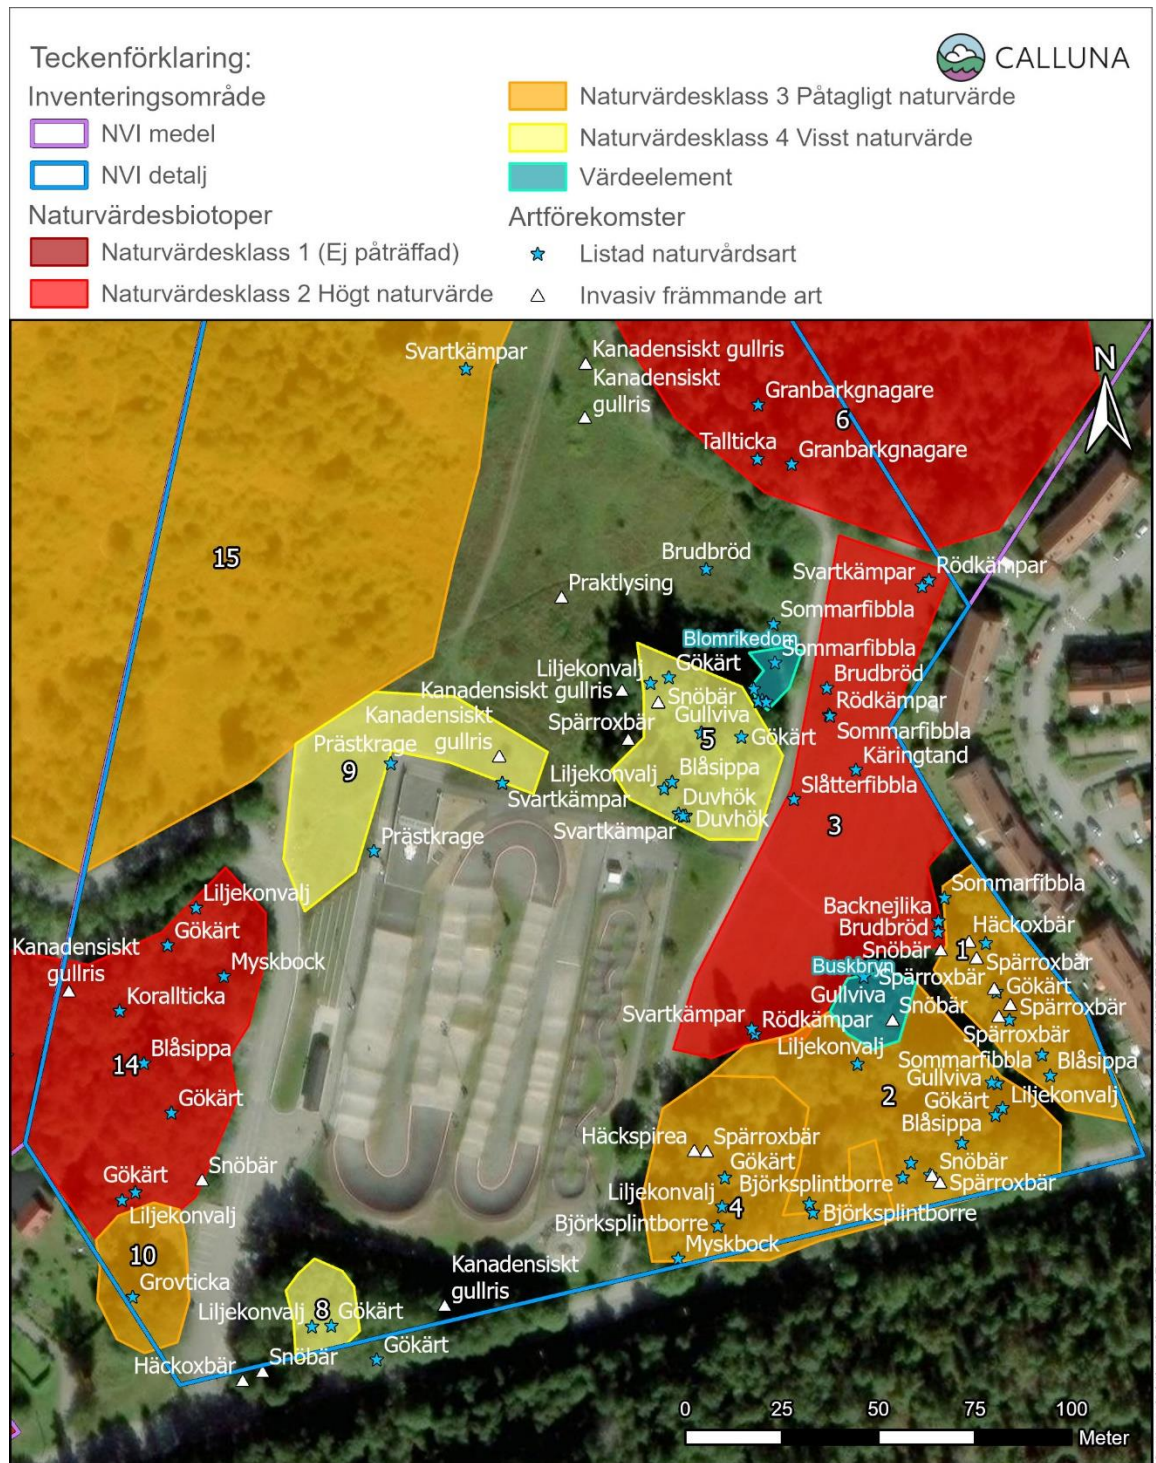 Teckenförklaring:
CALLUNA
Inventeringsområde
NVI medel
NVI detalj
Naturvärdesbiotoper
Naturvärdesklass 1 (Ej påträffad)
Naturvärdesklass 2 Högt naturvärde
Naturvärdesklass 3 Påtagligt naturvärde
Naturvärdesklass 4 Visst naturvärde
Värdeelement
Artförekomster
Listad naturvårdsart
Invasiv främmande art
Svartkämpar
Kanadensiskt gullris
Kanadensiskt
gullris
Granbarkgnagare
6
Tallticka
Granbarkgnagare
N
15
Brudbröd
Praktlysing
Svartkämpar
Rödkämpar
Sommarfibbla
Blomrikedom
Sommarfibbla
Liljekonvalj
Gökärt
Kanadensiskt gullris
Snöbär
Brudbröd
Rödkämpar
Kanadensiskt
gullris
Spärroxbär
Gullviva
5
Gökärt
Sommarfibbla
Prästkrage
9
Käringtand
Liljekonvalj
Blåsippa
Svartkämpar
Duvhök
Slåtterfibbla
Svartkämpar
Duvhök
3
Prästkrage
Liljekonvalj
Sommarfibbla
Gökärt
Backnejlika
Häckoxbär
Brudbröd
Kanadensiskt
gullris
Myskbock
Snöbär
1
Spärroxbär
Buskbryn
Spärroxbär
Gökärt
Korallticka
Gullviva
Snöbär
Spärroxbär
Svartkämpar
Rödkämpar
Spärroxbär
Blåsippa
14
Liljekonvalj
Sommarfibbla
Blåsippa
Gullviva
2
Gökärt
Liljekonvalj
Gökärt
Blåsippa
Häckspirea
Spärroxbär
Gökärt
Snöbär
Gökärt
Snöbär
Björksplintborre
Spärroxbär
Liljekonvalj
Liljekonvalj
4
Björksplintborre
Björksplintborre
10
Myskbock
Grovticka
Kanadensiskt
gullris
Liljekonvalj
8
Gökärt
Gökärt
Häckoxbär
Snöbär
0 25 50 100
Meter